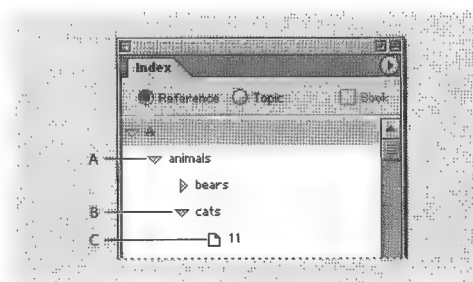 Index
Reference Topic Book
A
A animals
bears
B cats
C 11